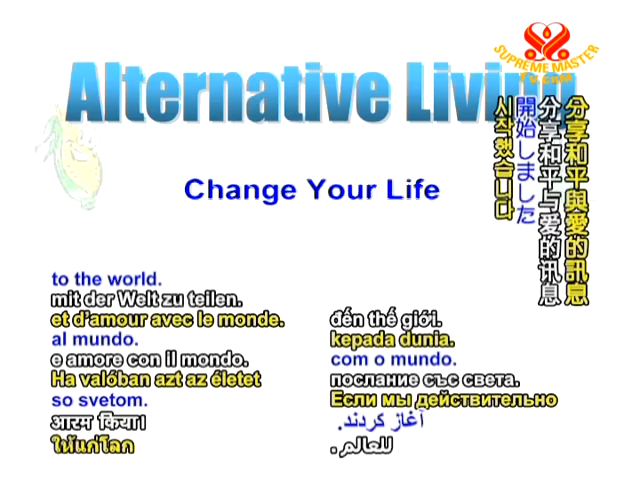 SUPREME MASTER
TV.COM
Alternative Living
Change Your Life
分享和平與愛的訊息
分享和平与爱的讯息
開始しました
시작했습니다
to the world.
mit der Welt zu teilen.
et d'amour avec le monde.
al mundo.
e amore con il mondo.
Ha valóban azt az életet
so svetom.
आरम्भ किया।
ให้แก่โลก
đến thế giới.
kepada dunia.
com o mundo.
послание със света.
Если мы действительно
آغاز کردند.
للعالم.